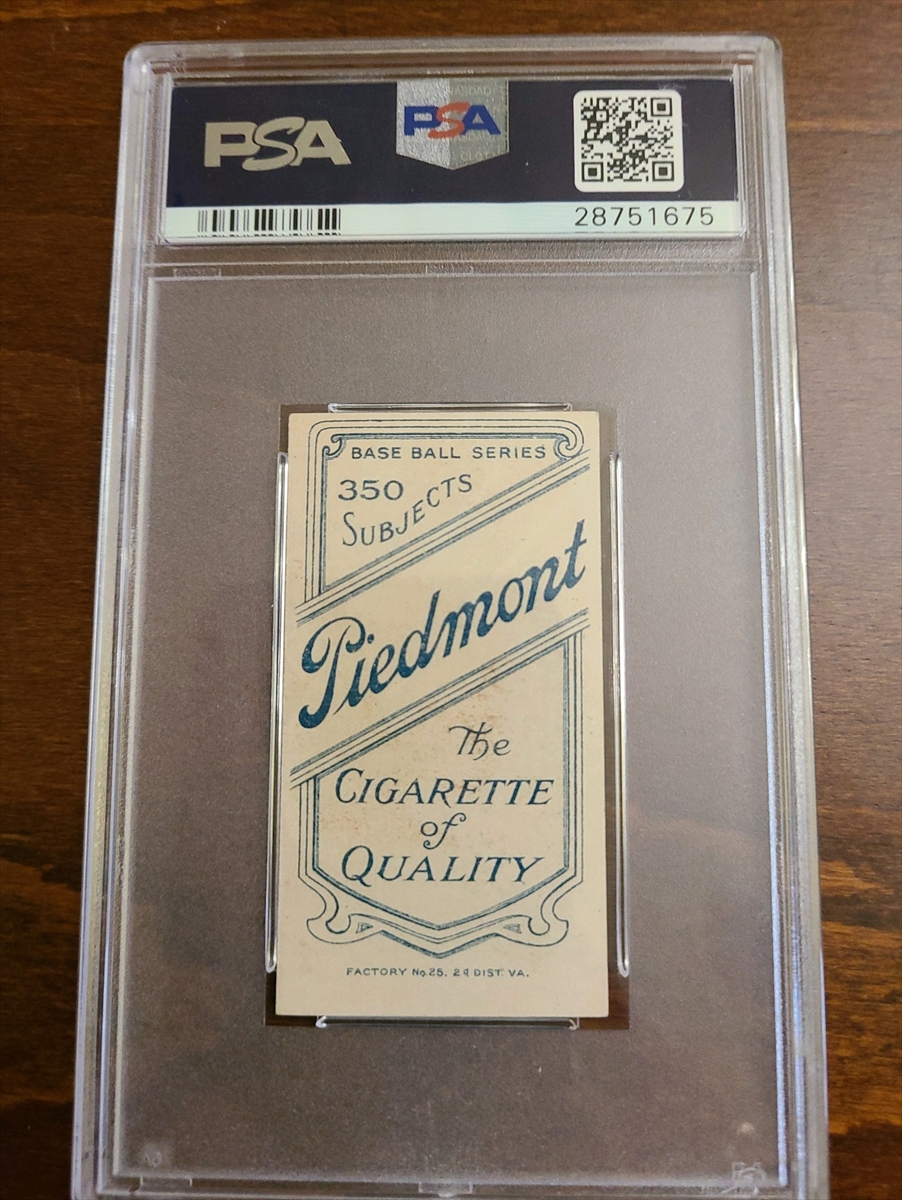 PSA
PSA
28751675
BASE BALL SERIES
350
SUBJECTS
Piedmont
The
CIGARETTE
of
QUALITY
FACTORY No. 25, 2d DIST. VA.